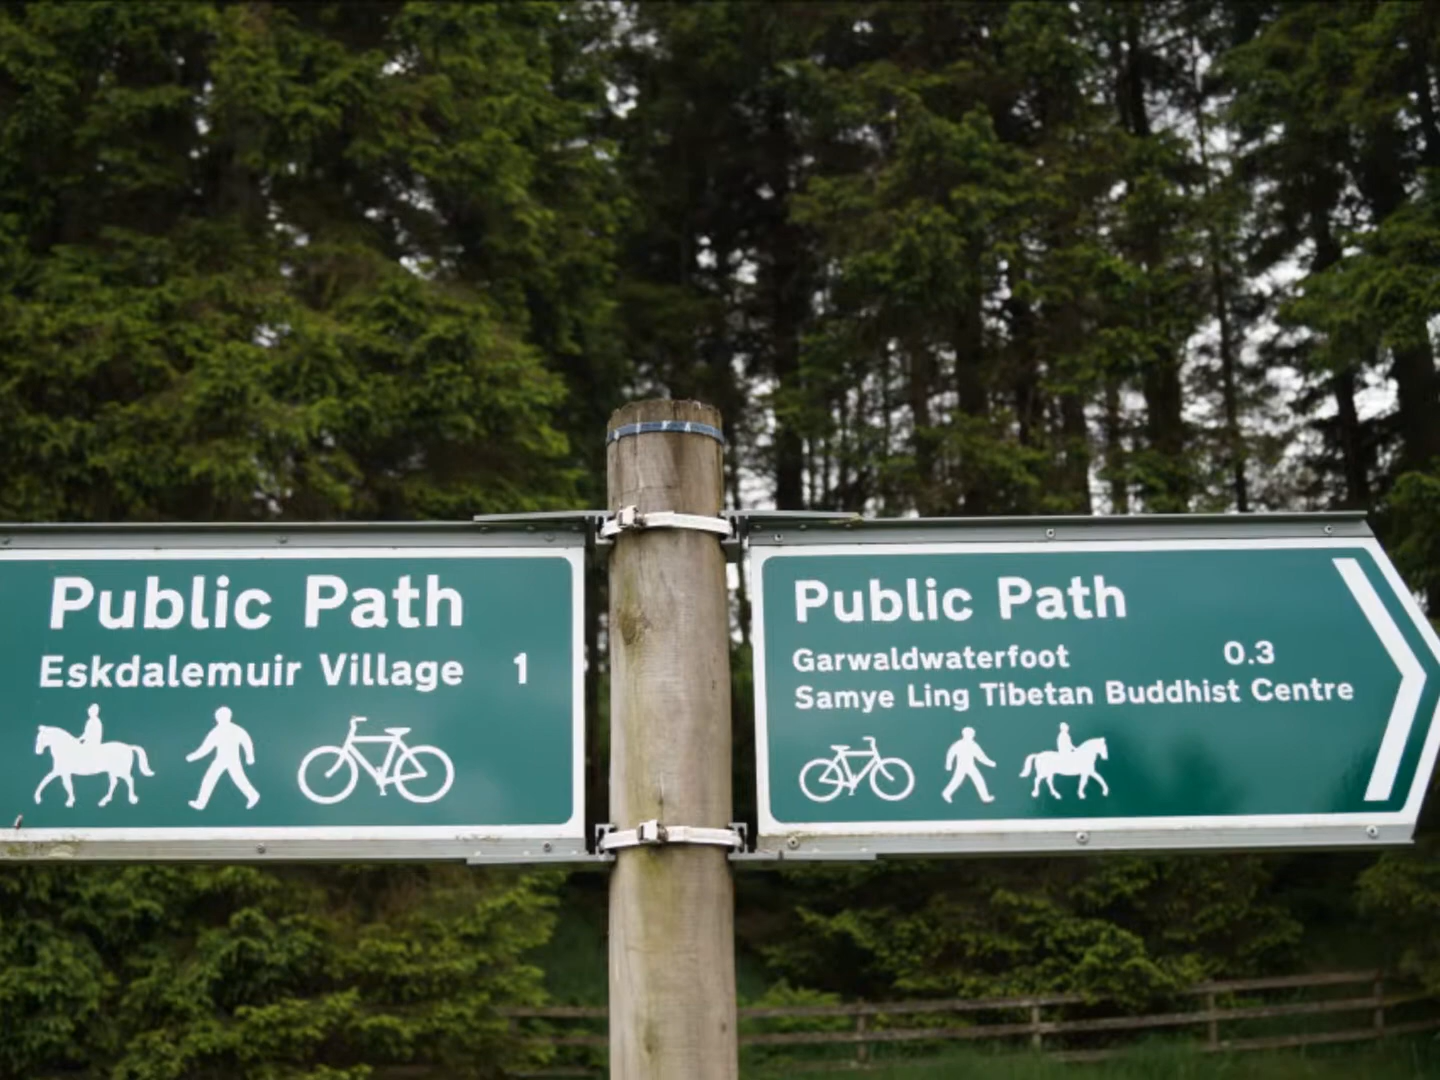 Public Path
Eskdalemuir Village 1
Public Path
Garwaldwaterfoot 0.3
Samye Ling Tibetan Buddhist Centre